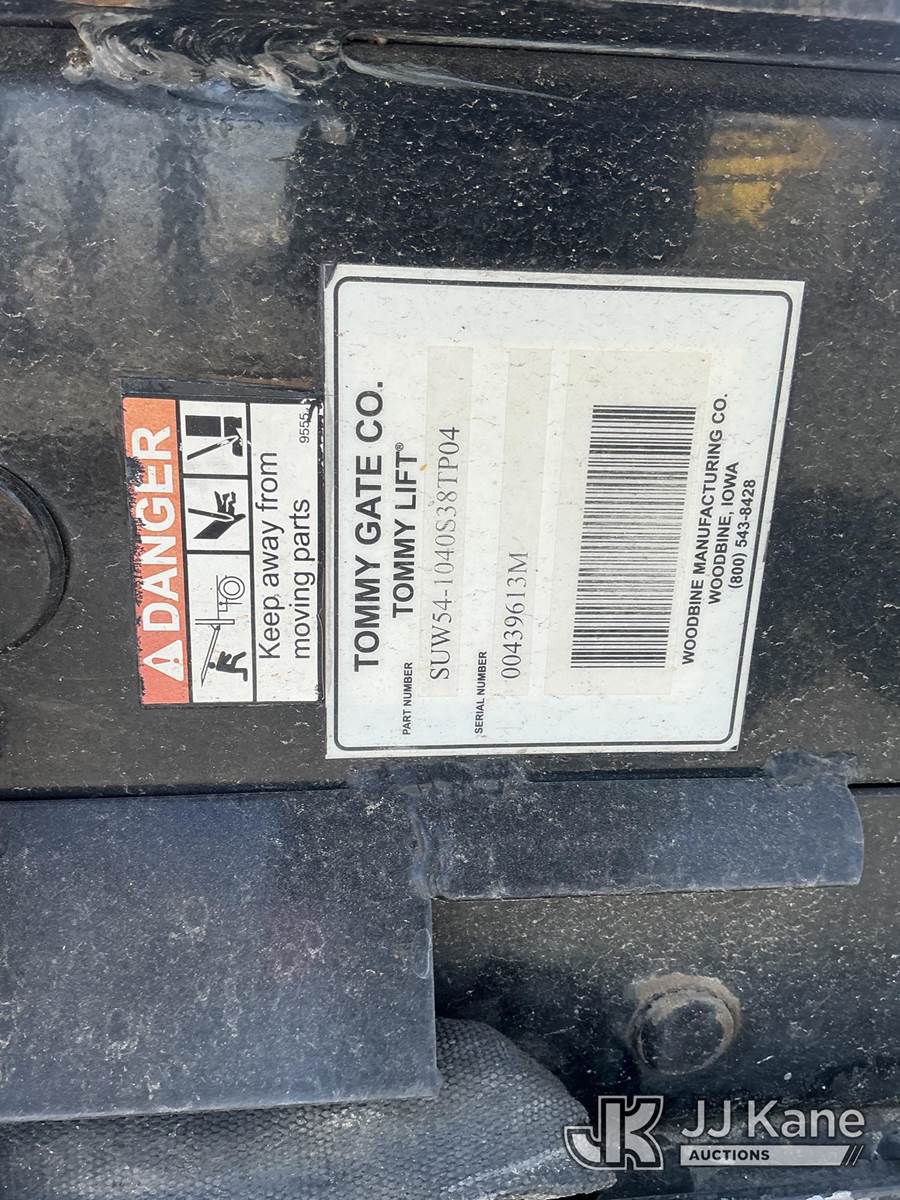 DANGER
Keep away from
moving parts
9555
TOMMY GATE CO.
TOMMY LIFT®
PART NUMBER
SUW54-1040S38TP04
SERIAL NUMBER
00439613M
WOODBINE MANUFACTURING CO.
WOODBINE, IOWA
(800) 543-8428
JK JJ Kane
AUCTIONS